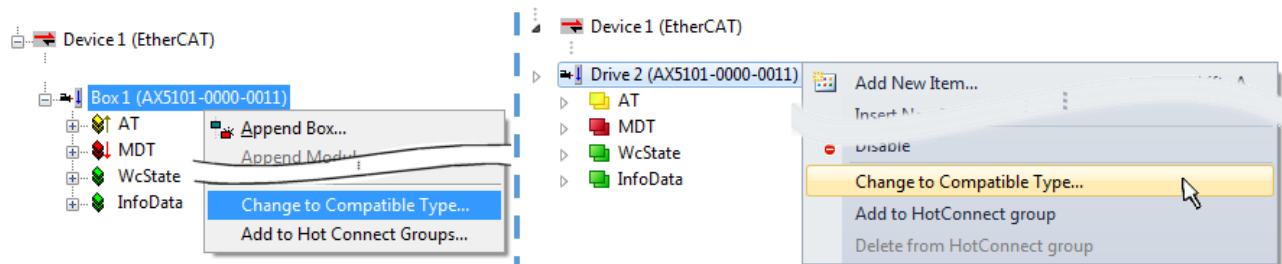 Device 1 (EtherCAT)
Box 1 (AX5101-0000-0011)
AT
MDT
WcState
InfoData
Append Box...
Append Modul
Change to Compatible Type...
Add to Hot Connect Groups...
Device 1 (EtherCAT)
Drive 2 (AX5101-0000-0011)
AT
MDT
WcState
InfoData
Add New Item...
Insert
Disable
Change to Compatible Type...
Add to HotConnect group
Delete from HotConnect group